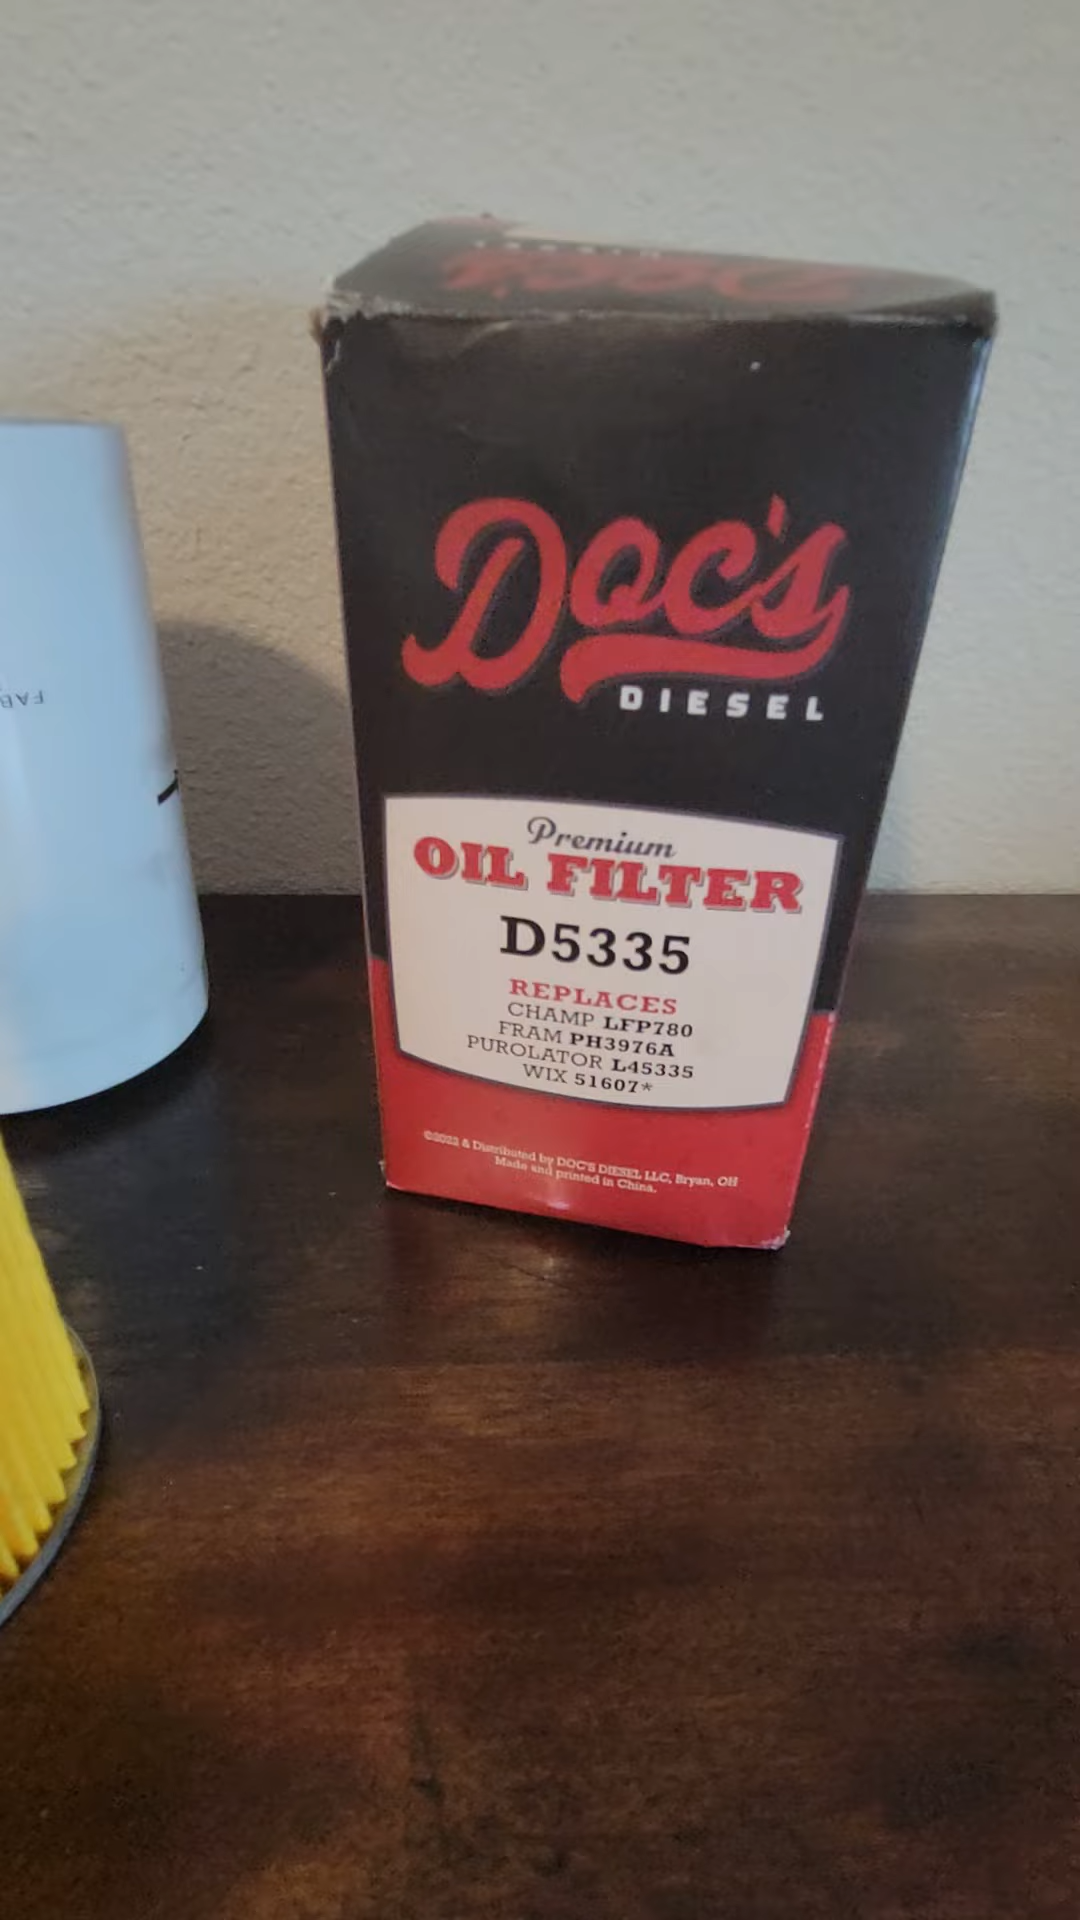 Doc's
DIESEL
Premium
OIL FILTER
D5335
REPLACES
CHAMP LFP780
FRAM PH3976A
PUROLATOR L45335
WIX 51607*
©2022 & Distributed by DOC'S DIESEL LLC, Bryan, OH
Made and printed in China.
FAB